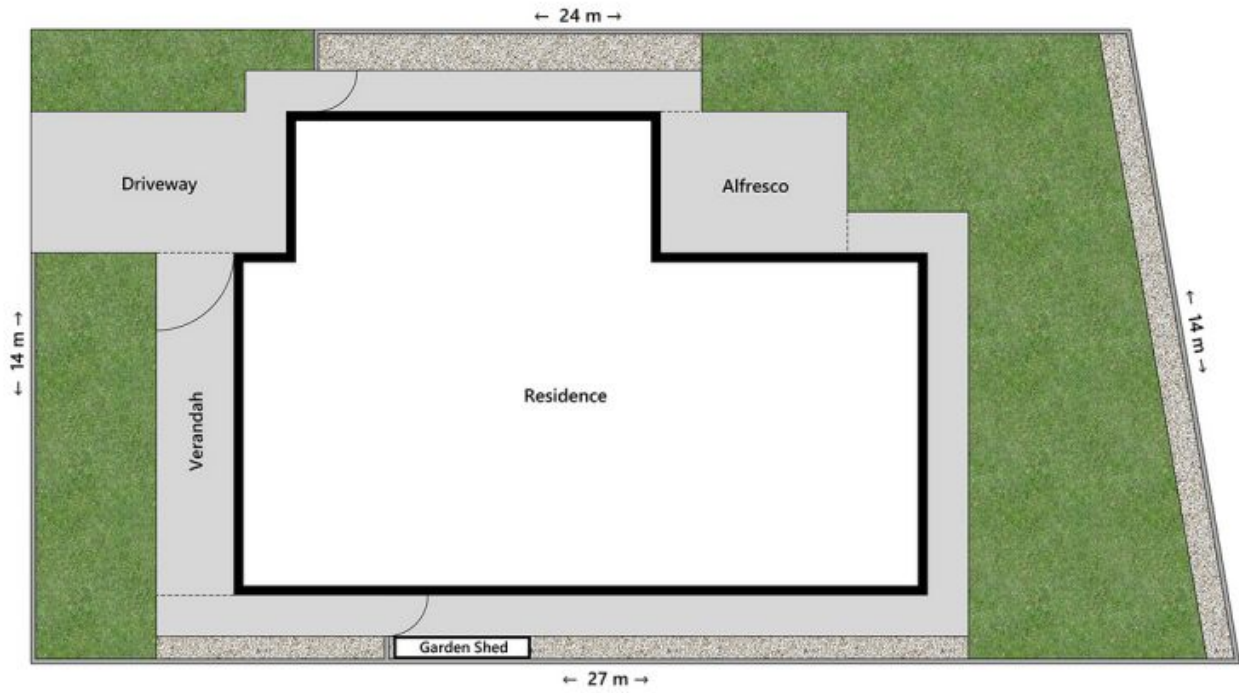 ← 24 m →
Driveway
Alfresco
← 14 m →
← 14 m →
Residence
Verandah
Garden Shed
← 27 m →